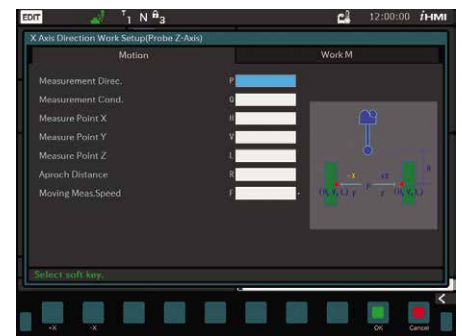 EDIT T1 N 3 12:00:00 iHMI
X Axis Direction Work Setup(Probe Z-Axis)
Motion Work M
Measurement Direc. P
Measurement Cond. Q
Measure Point X H
Measure Point Y V
Measure Point Z L
Aproch Distance R
Moving Meas.Speed F
-X +X
R
(H,V,L) r P r (H,V,L)
Select soft key.
+X -X OK Cancel